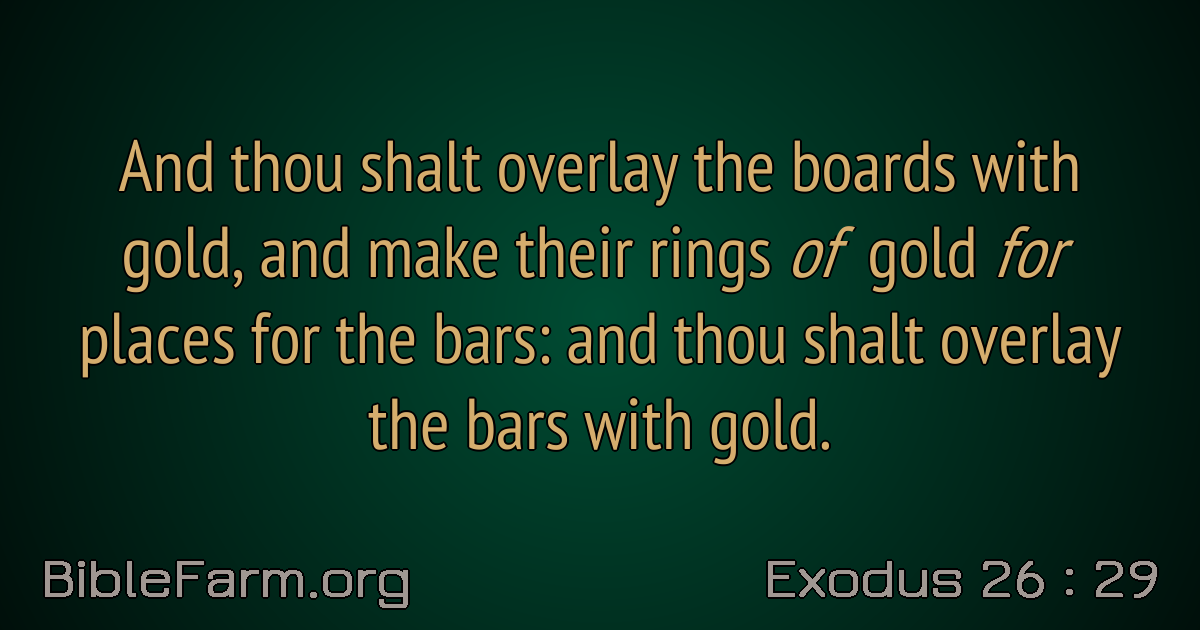 And thou shalt overlay the boards with
gold, and make their rings of gold for
places for the bars: and thou shalt overlay
the bars with gold.
BibleFarm.org
Exodus 26 : 29